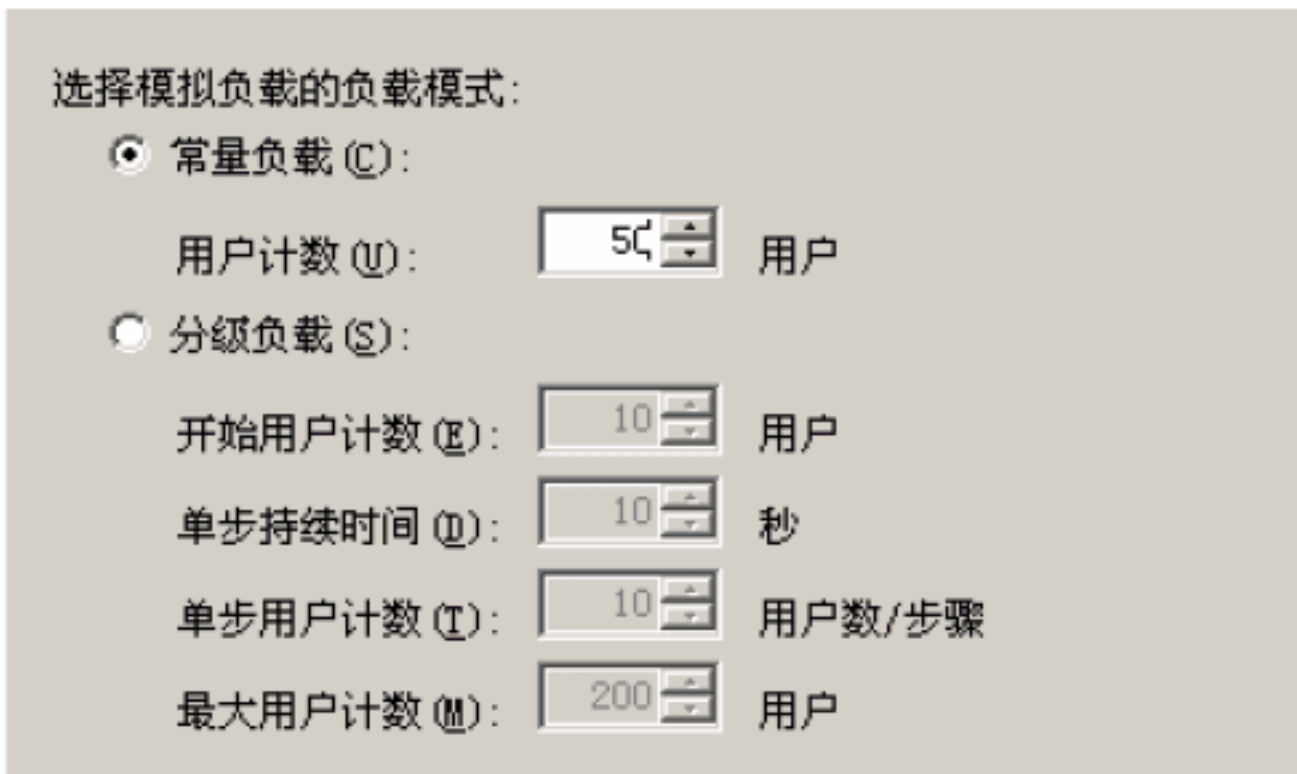 选择模拟负载的负载模式:
常量负载(C):
用户计数(U): 50 用户
分级负载(S):
开始用户计数(E): 10 用户
单步持续时间(D): 10 秒
单步用户计数(T): 10 用户数/步骤
最大用户计数(M): 200 用户